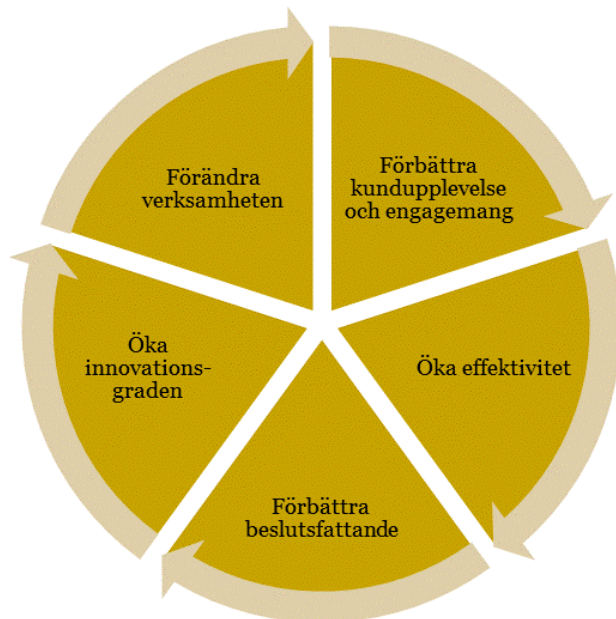 Förbättra
kundupplevelse
och engagemang
Öka effektivitet
Förbättra
beslutsfattande
Öka
innovations-
graden
Förändra
verksamheten